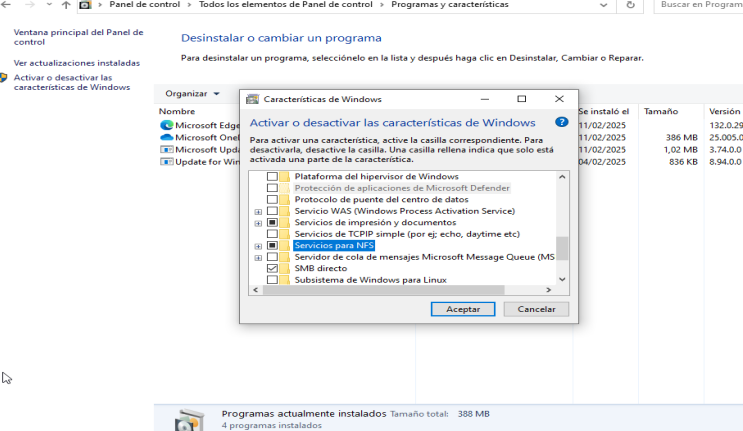 Panel de control > Todos los elementos de Panel de control > Programas y características
Buscar en Program
Ventana principal del Panel de control
Ver actualizaciones instaladas
Activar o desactivar las características de Windows
Desinstalar o cambiar un programa
Para desinstalar un programa, selecciónelo en la lista y después haga clic en Desinstalar, Cambiar o Reparar.
Organizar
Nombre
Se instaló el
Tamaño
Versión
Microsoft Edge
11/02/2025
132.0.29
Microsoft OneI
11/02/2025
386 MB
25.005.0
Microsoft Upda
11/02/2025
1,02 MB
3.74.0.0
Update for Win
04/02/2025
836 KB
8.94.0.0
Características de Windows
Activar o desactivar las características de Windows
Para activar una característica, active la casilla correspondiente. Para
desactivarla, desactive la casilla. Una casilla rellena indica que solo está
activada una parte de la característica.
Plataforma del hipervisor de Windows
Protección de aplicaciones de Microsoft Defender
Protocolo de puente del centro de datos
Servicio WAS (Windows Process Activation Service)
Servicios de impresión y documentos
Servicios de TCPIP simple (por ej; echo, daytime etc)
Servicios para NFS
Servidor de cola de mensajes Microsoft Message Queue (MS
SMB directo
Subsistema de Windows para Linux
Aceptar
Cancelar
Programas actualmente instalados Tamaño total: 388 MB
4 programas instalados